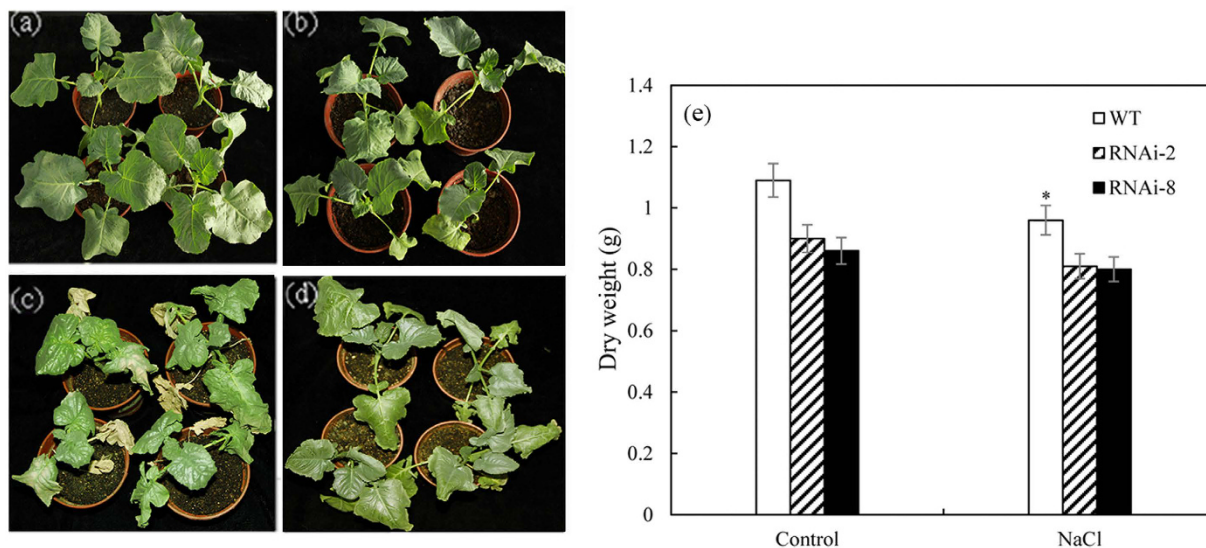 (a)
(b)
(c)
(d)
(e)
WT
RNAi-2
RNAi-8
*
Dry weight (g)
1.4
1.2
1
0.8
0.6
0.4
0.2
0
Control
NaCl